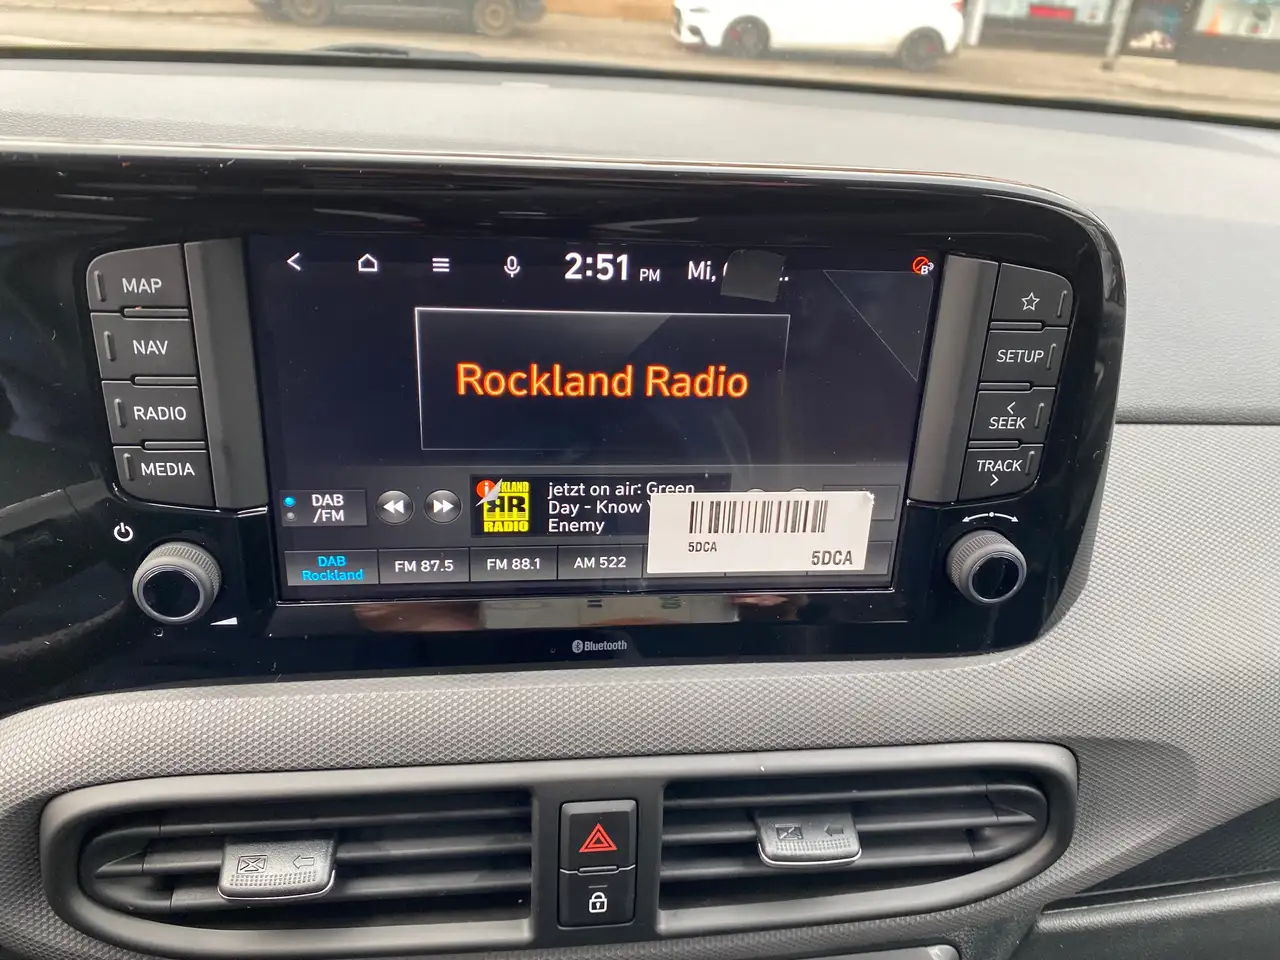 2:51 PM Mi,
MAP
NAV
RADIO
MEDIA
SETUP
SEEK
TRACK
Rockland Radio
DAB
/FM
RADIO
jetzt on air: Green
Day - Know
Enemy
DAB
Rockland
FM 87.5
FM 88.1
AM 522
5DCA
5DCA
Bluetooth